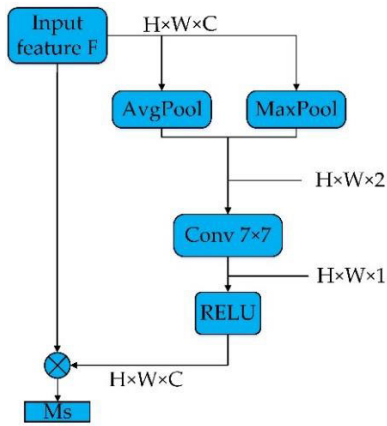 Input
feature F
H×W×C
AvgPool
MaxPool
H×W×2
Conv 7×7
H×W×1
RELU
H×W×C
Ms